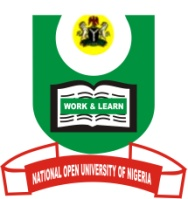 WORK & LEARN
NATIONAL OPEN UNIVERSITY OF NIGERIA